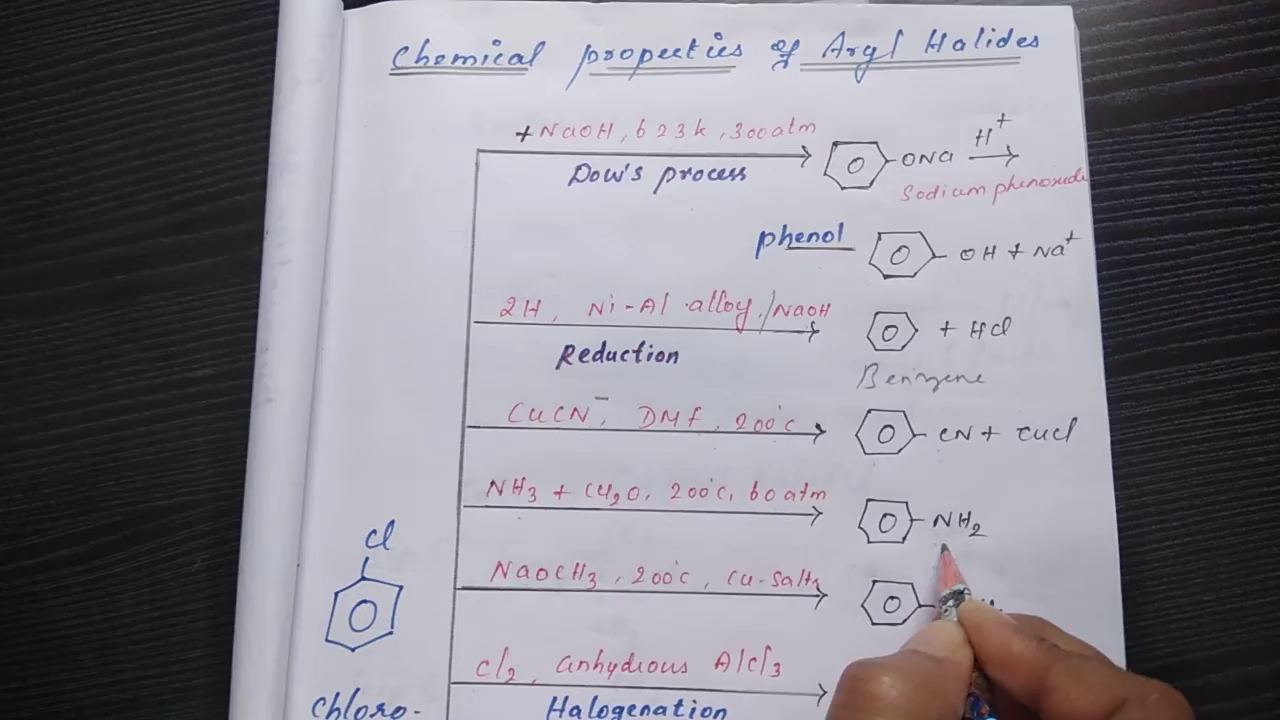 Chemical properties of Aryl Halides
+ NaOH, 623k, 300atm
Dow's process
ONa H⁺
Sodium phenoxide
phenol OH + Na⁺
2H, Ni-Al alloy/NaOH
Reduction
+ HCl
Benzene
CuCN⁻, DMF, 200°C
CN + CuCl
NH₃ + Cu₂O, 200°C, 60atm
NH₂
Cl
NaOCH₃, 200°C, Cu-salts
Cl₂, anhydrous AlCl₃
Chloro-
Halogenation